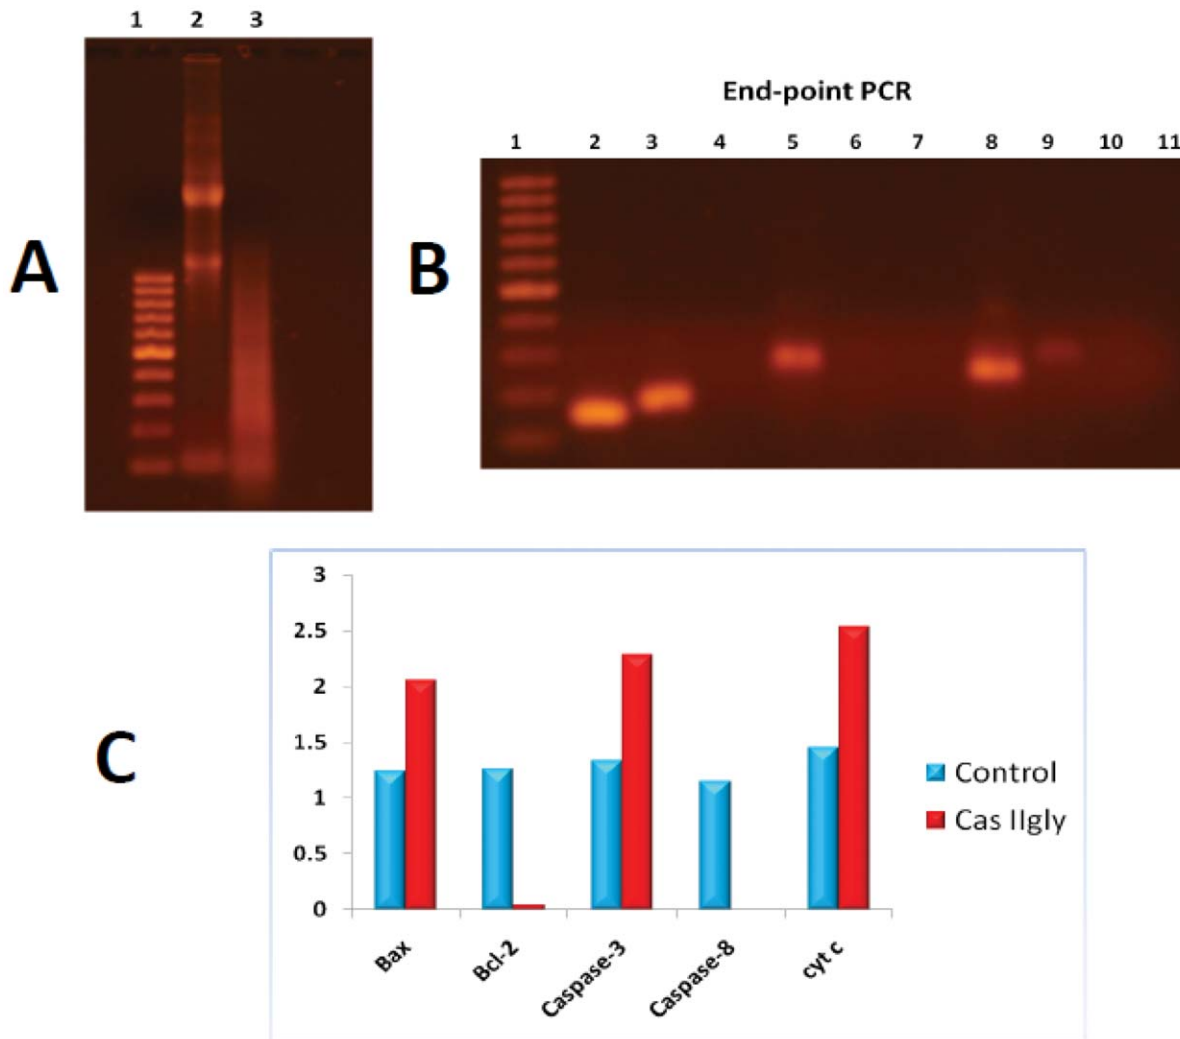 1 2 3
A
End-point PCR
1 2 3 4 5 6 7 8 9 10 11
B
C
3
2.5
2
1.5
1
0.5
0
Bax
Bcl-2
Caspase-3
Caspase-8
cyt c
Control
Cas IIgly